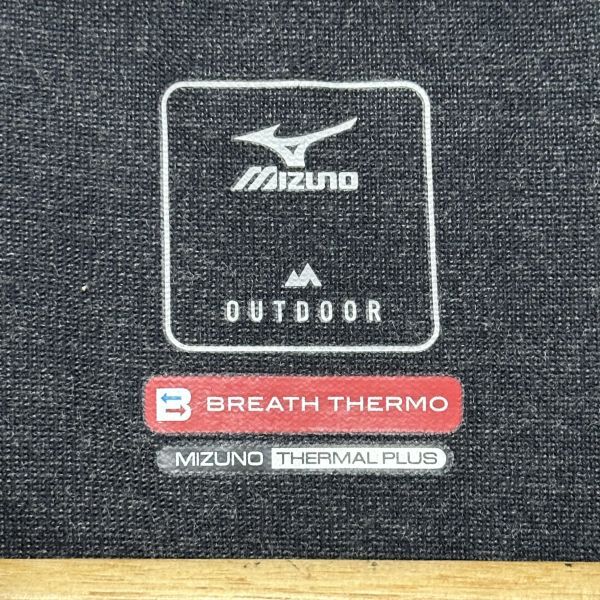 MIZUNO
OUTDOOR
B BREATH THERMO
MIZUNO THERMAL PLUS